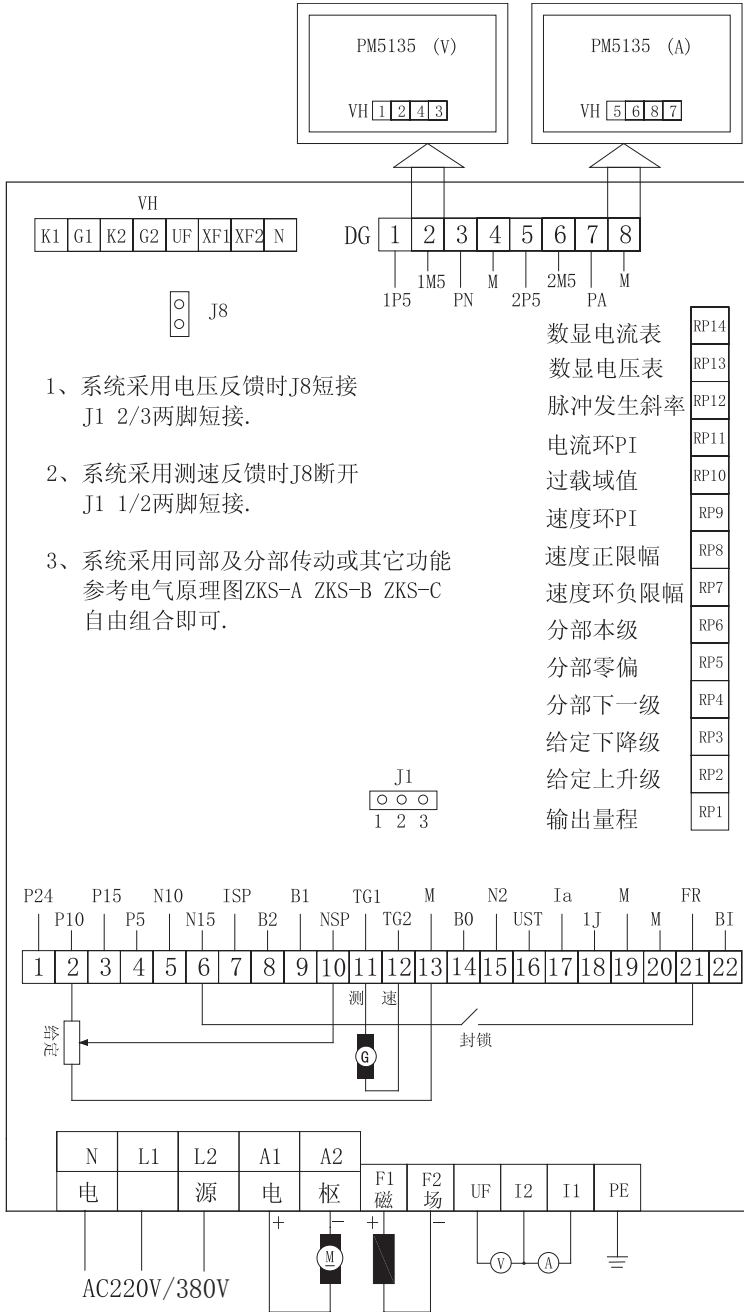 PM5135 (V)
VH 1 2 4 3
PM5135 (A)
VH 5 6 8 7
VH
K1 G1 K2 G2 UF XF1 XF2 N
DG 1 2 3 4 5 6 7 8
1M5 M 2M5 M
1P5 PN 2P5 PA
J8
数显电流表 RP14
数显电压表 RP13
脉冲发生斜率 RP12
电流环PI RP11
过载域值 RP10
速度环PI RP9
速度正限幅 RP8
速度环负限幅 RP7
分部本级 RP6
分部零偏 RP5
分部下一级 RP4
给定下降级 RP3
给定上升级 RP2
输出量程 RP1
1、系统采用电压反馈时J8短接
J1 2/3两脚短接.
2、系统采用测速反馈时J8断开
J1 1/2两脚短接.
3、系统采用同部及分部传动或其它功能
参考电气原理图ZKS-A ZKS-B ZKS-C
自由组合即可.
J1
1 2 3
P24 P15 N10 ISP B1 TG1 M N2 Ia M FR
P10 P5 N15 B2 NSP TG2 B0 UST 1J M BI
1 2 3 4 5 6 7 8 9 10 11 12 13 14 15 16 17 18 19 20 21 22
测 速
给定
G
封锁
N L1 L2 A1 A2
电 源 电 枢
F1 F2
磁 场
UF I2 I1 PE
+ − + −
M V A
AC220V/380V